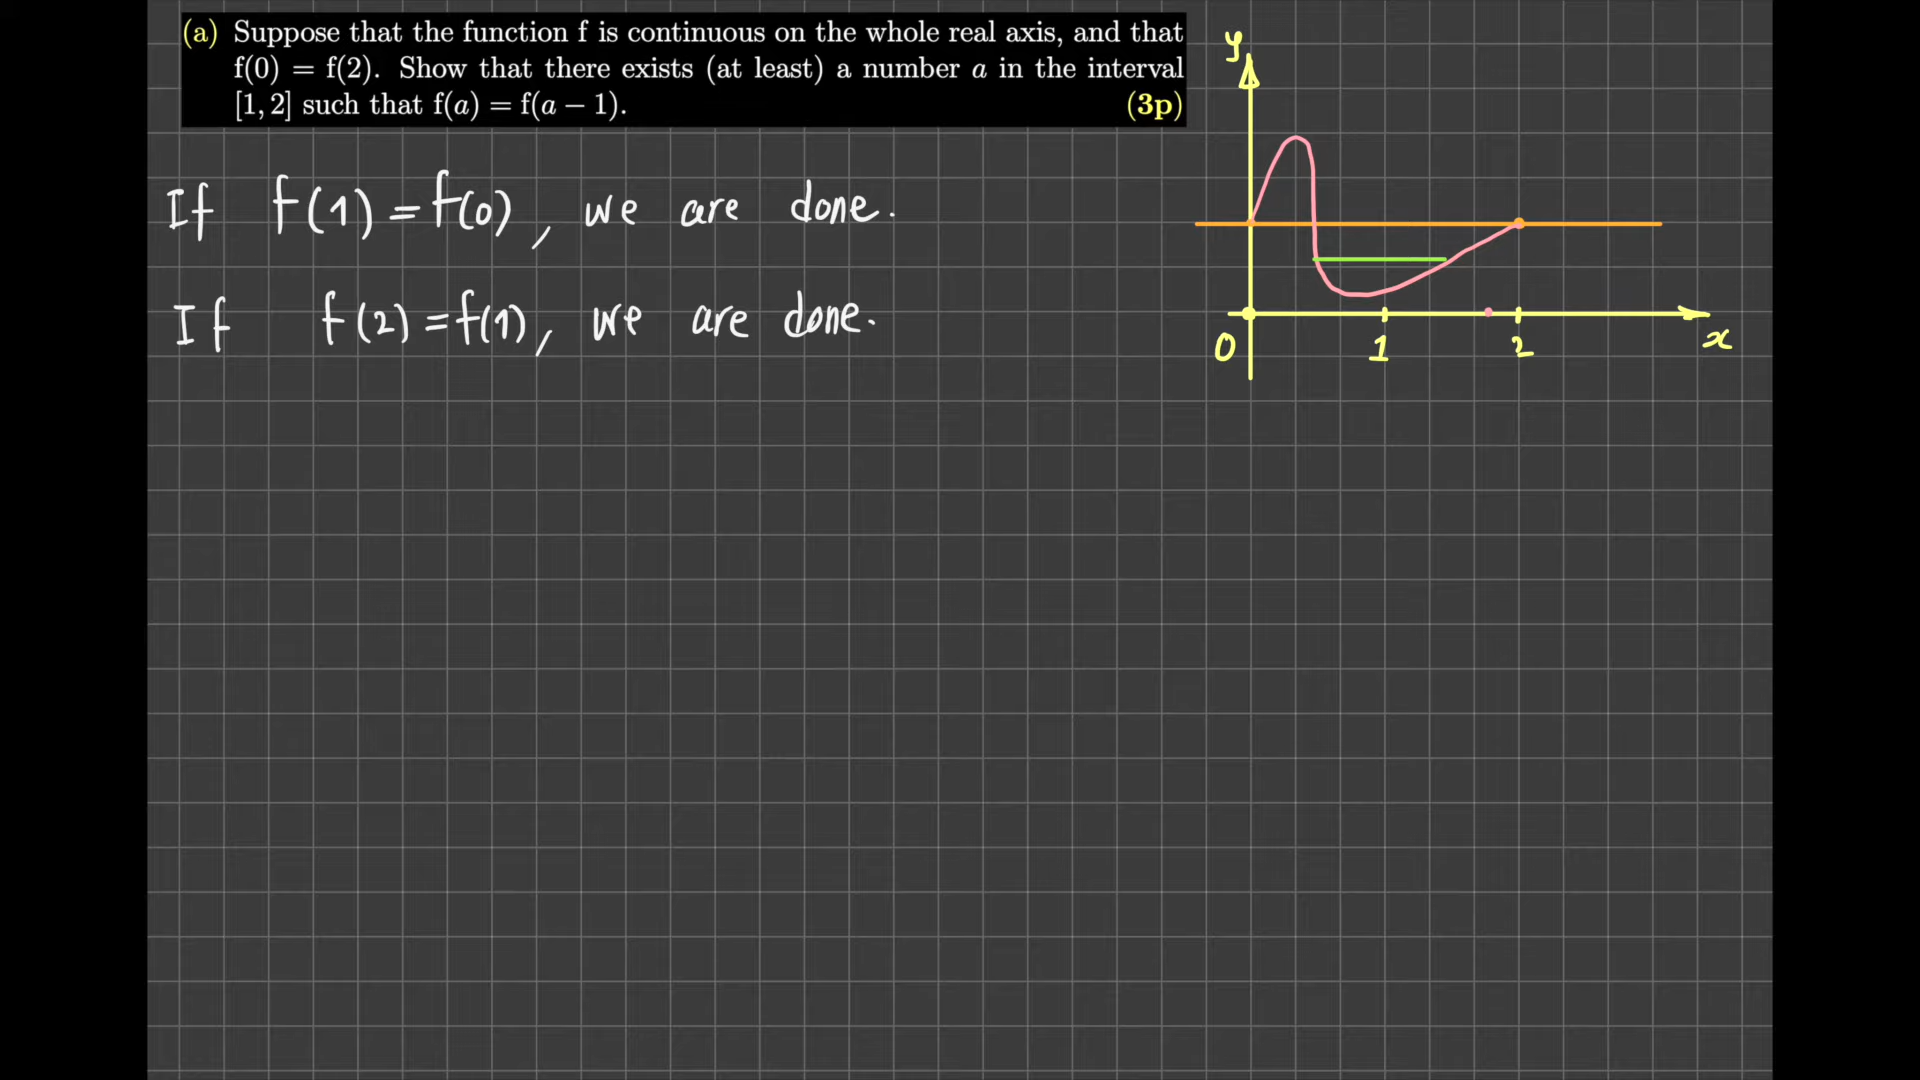 (a) Suppose that the function f is continuous on the whole real axis, and that
f(0) = f(2). Show that there exists (at least) a number a in the interval
[1, 2] such that f(a) = f(a − 1). (3p)
If f(1) = f(0), we are done.
If f(2) = f(1), we are done.
y
0 1 2 x